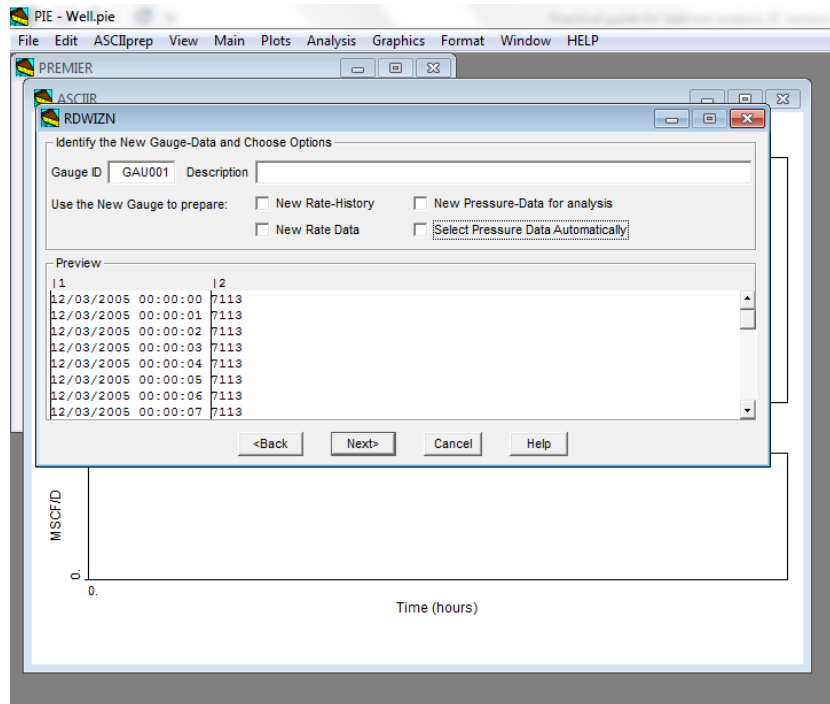 PIE - Well.pie
File Edit ASCIIprep View Main Plots Analysis Graphics Format Window HELP
PREMIER
ASCIIR
RDWIZN
Identify the New Gauge-Data and Choose Options
Gauge ID GAU001 Description
Use the New Gauge to prepare: New Rate-History New Pressure-Data for analysis
New Rate Data Select Pressure Data Automatically
Preview
|1 |2
12/03/2005 00:00:00 7113
12/03/2005 00:00:01 7113
12/03/2005 00:00:02 7113
12/03/2005 00:00:03 7113
12/03/2005 00:00:04 7113
12/03/2005 00:00:05 7113
12/03/2005 00:00:06 7113
12/03/2005 00:00:07 7113
<Back Next> Cancel Help
MSCF/D
0.
0.
Time (hours)